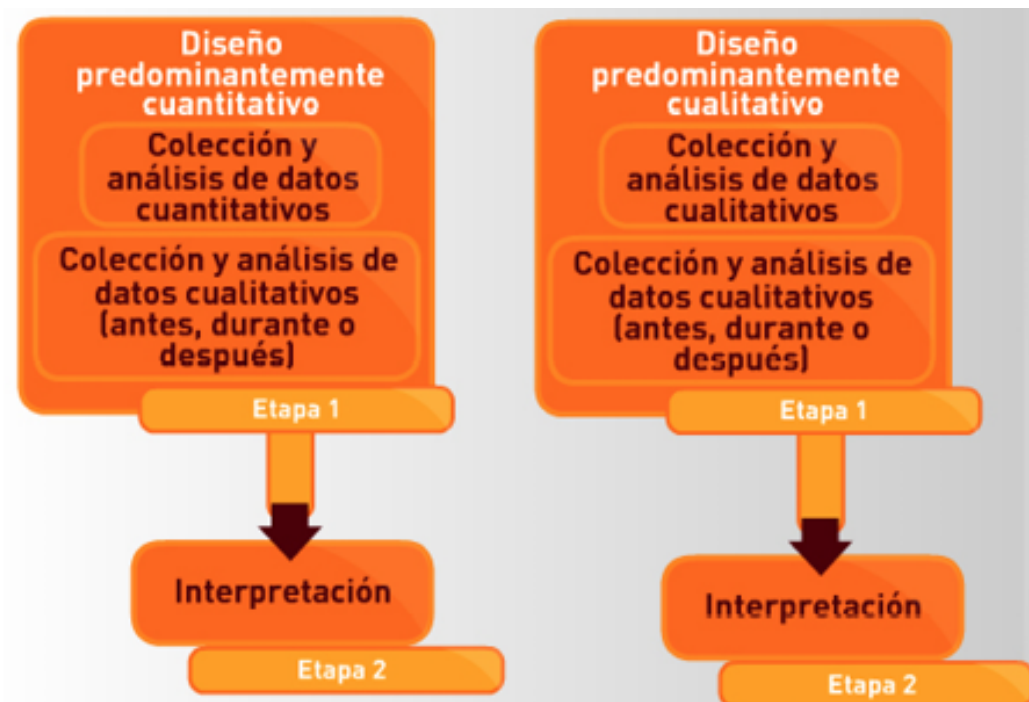 Diseño
predominantemente
cuantitativo
Colección y
análisis de datos
cuantitativos
Colección y análisis de
datos cualitativos
(antes, durante o
después)
Etapa 1
Interpretación
Etapa 2
Diseño
predominantemente
cualitativo
Colección y
análisis de datos
cualitativos
Colección y análisis de
datos cualitativos
(antes, durante o
después)
Etapa 1
Interpretación
Etapa 2